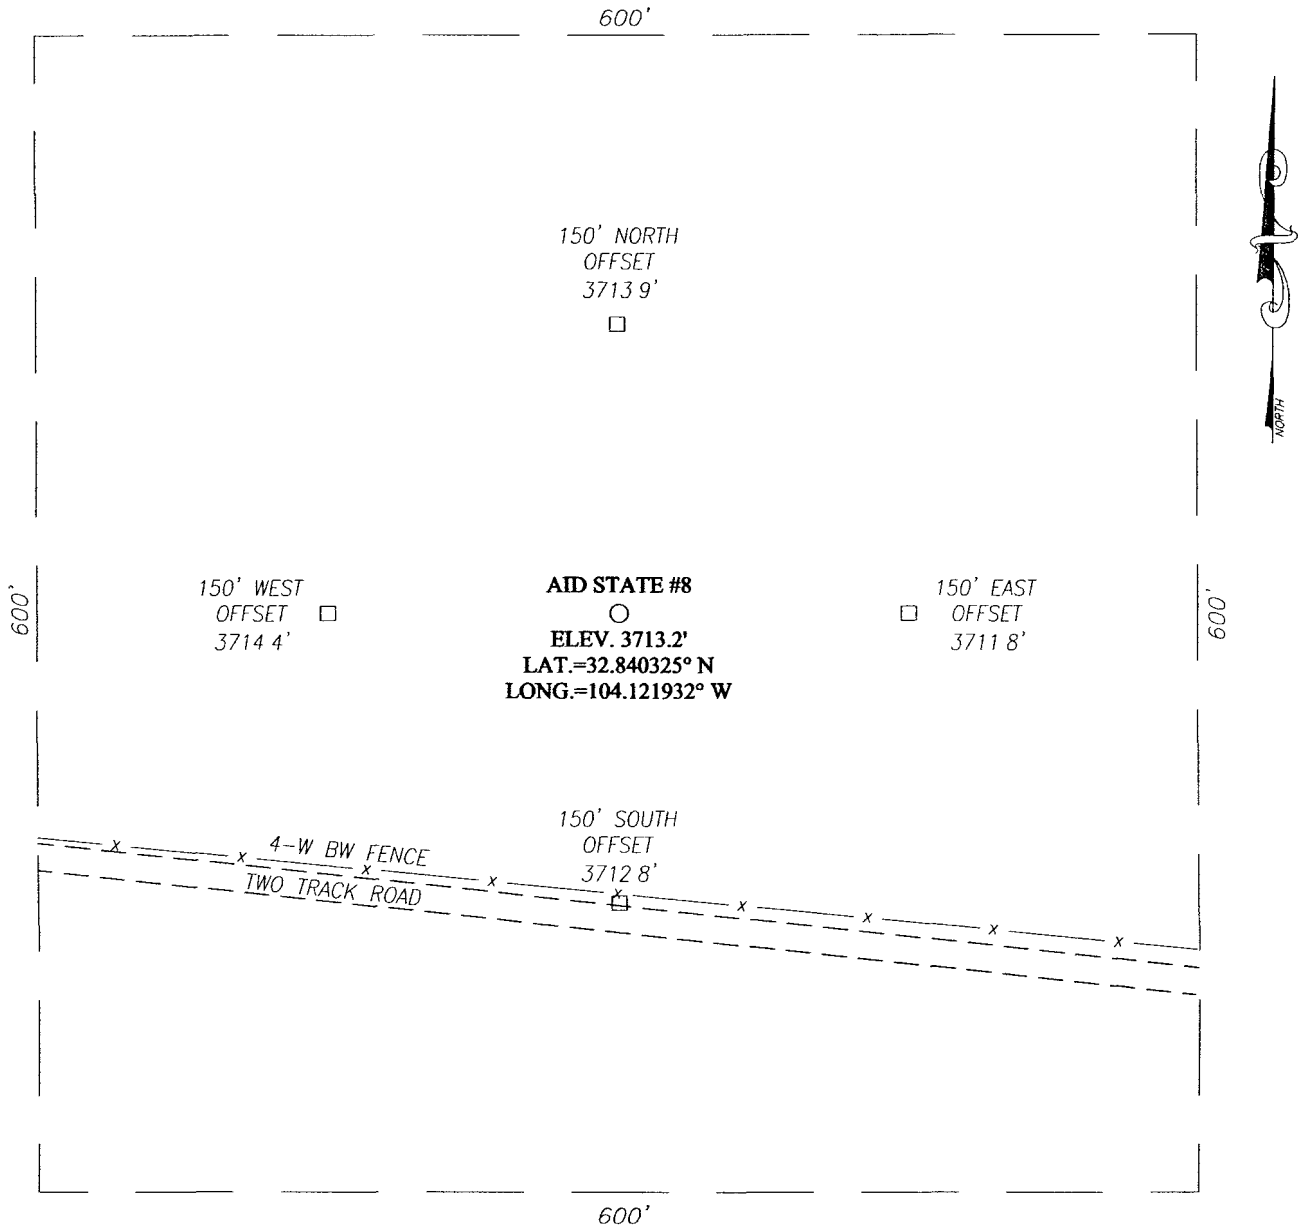 600'
150' NORTH
OFFSET
3713 9'
NORTH
600'
150' WEST
OFFSET
3714 4'
AID STATE #8
ELEV. 3713.2'
LAT.=32.840325° N
LONG.=104.121932° W
150' EAST
OFFSET
3711 8'
600'
150' SOUTH
OFFSET
3712 8'
4-W BW FENCE
TWO TRACK ROAD
600'